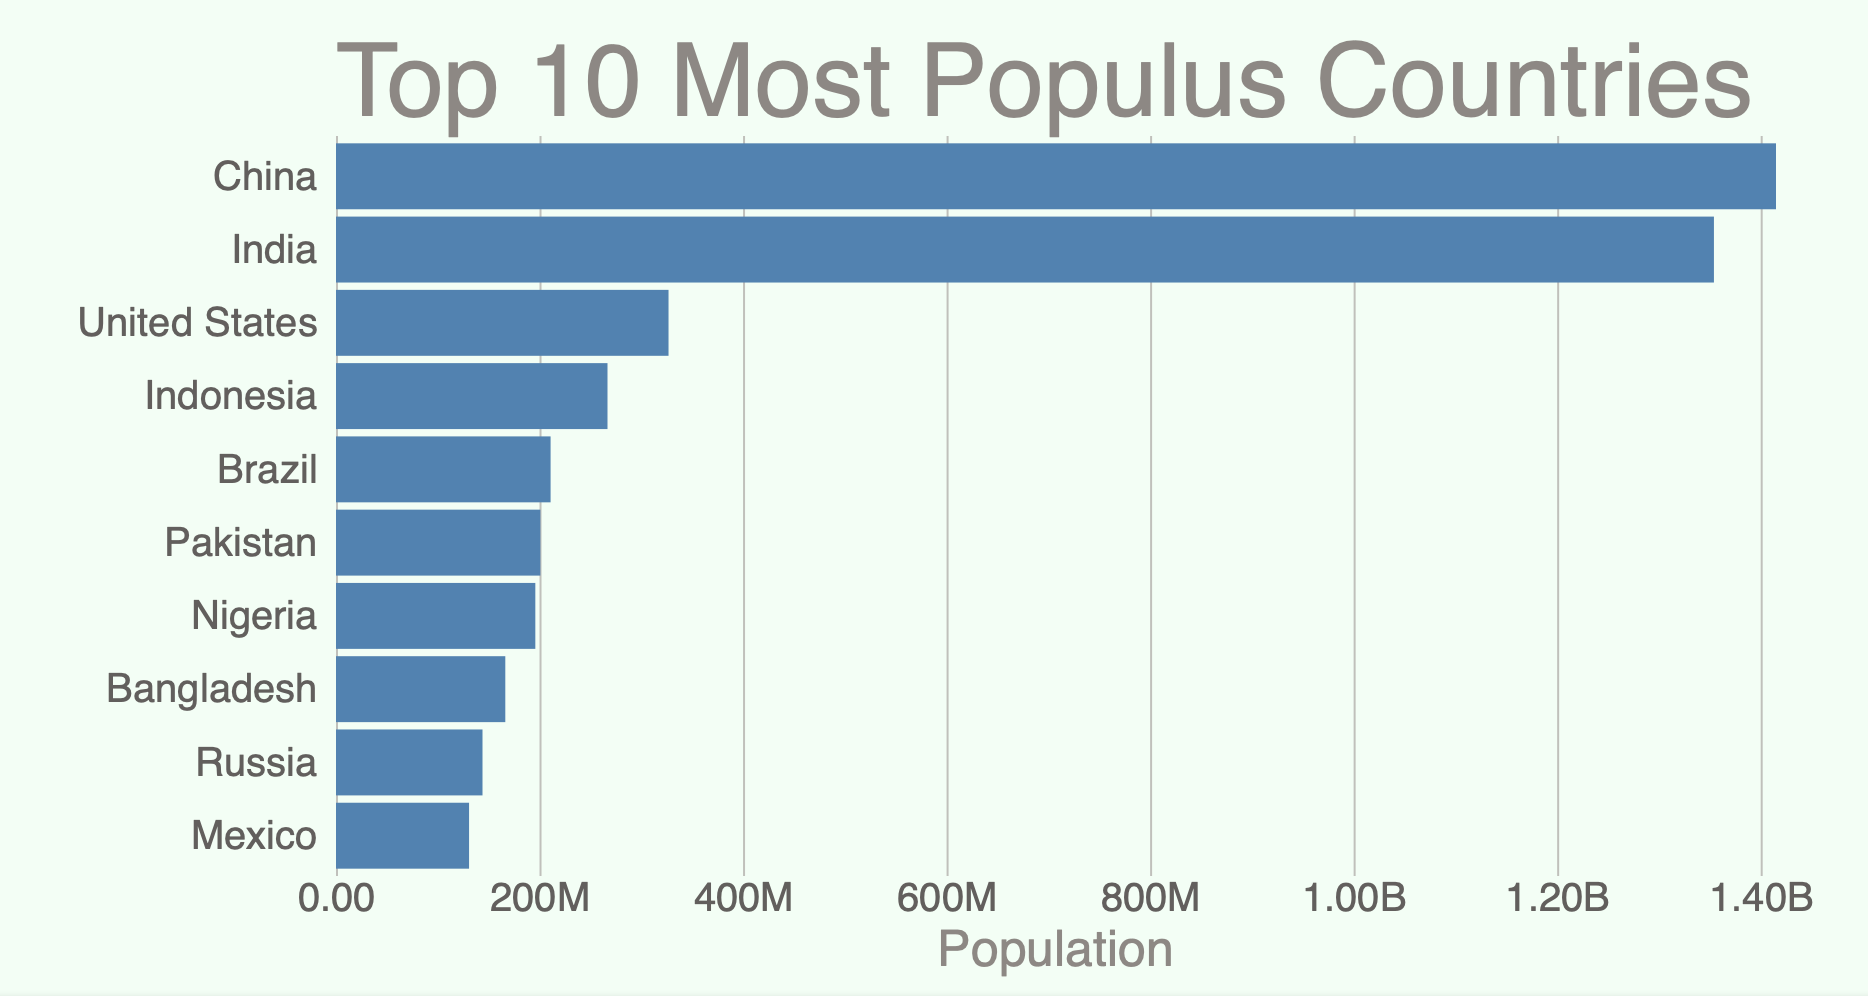 Top 10 Most Populus Countries
China
India
United States
Indonesia
Brazil
Pakistan
Nigeria
Bangladesh
Russia
Mexico
0.00 200M 400M 600M 800M 1.00B 1.20B 1.40B
Population